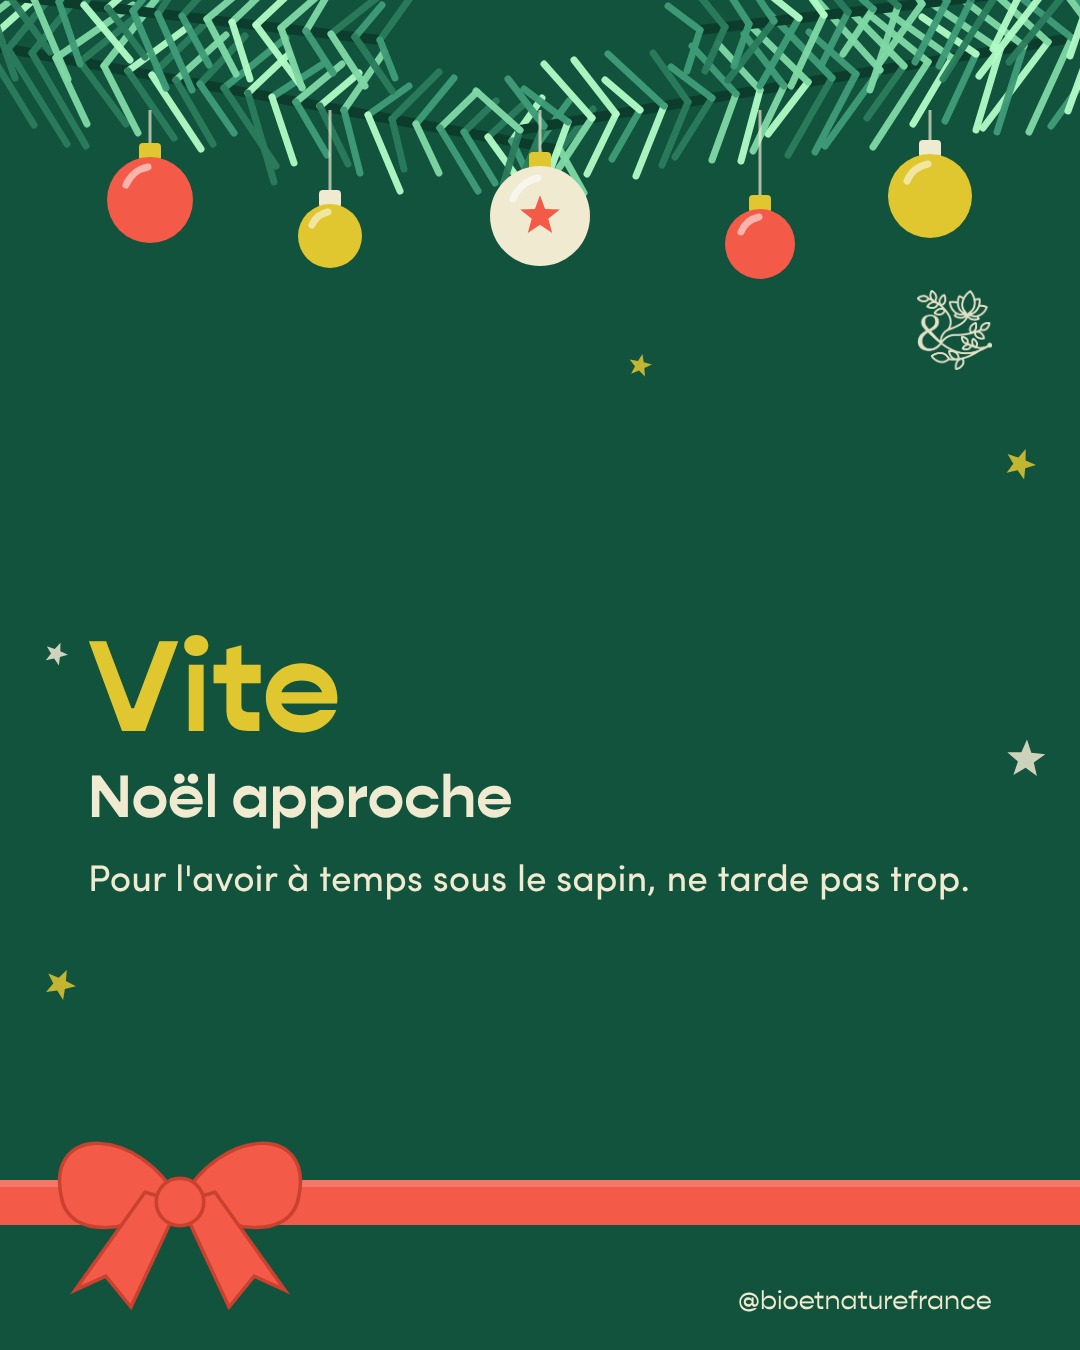 &
Vite
Noël approche
Pour l'avoir à temps sous le sapin, ne tarde pas trop.
@bioetnaturefrance